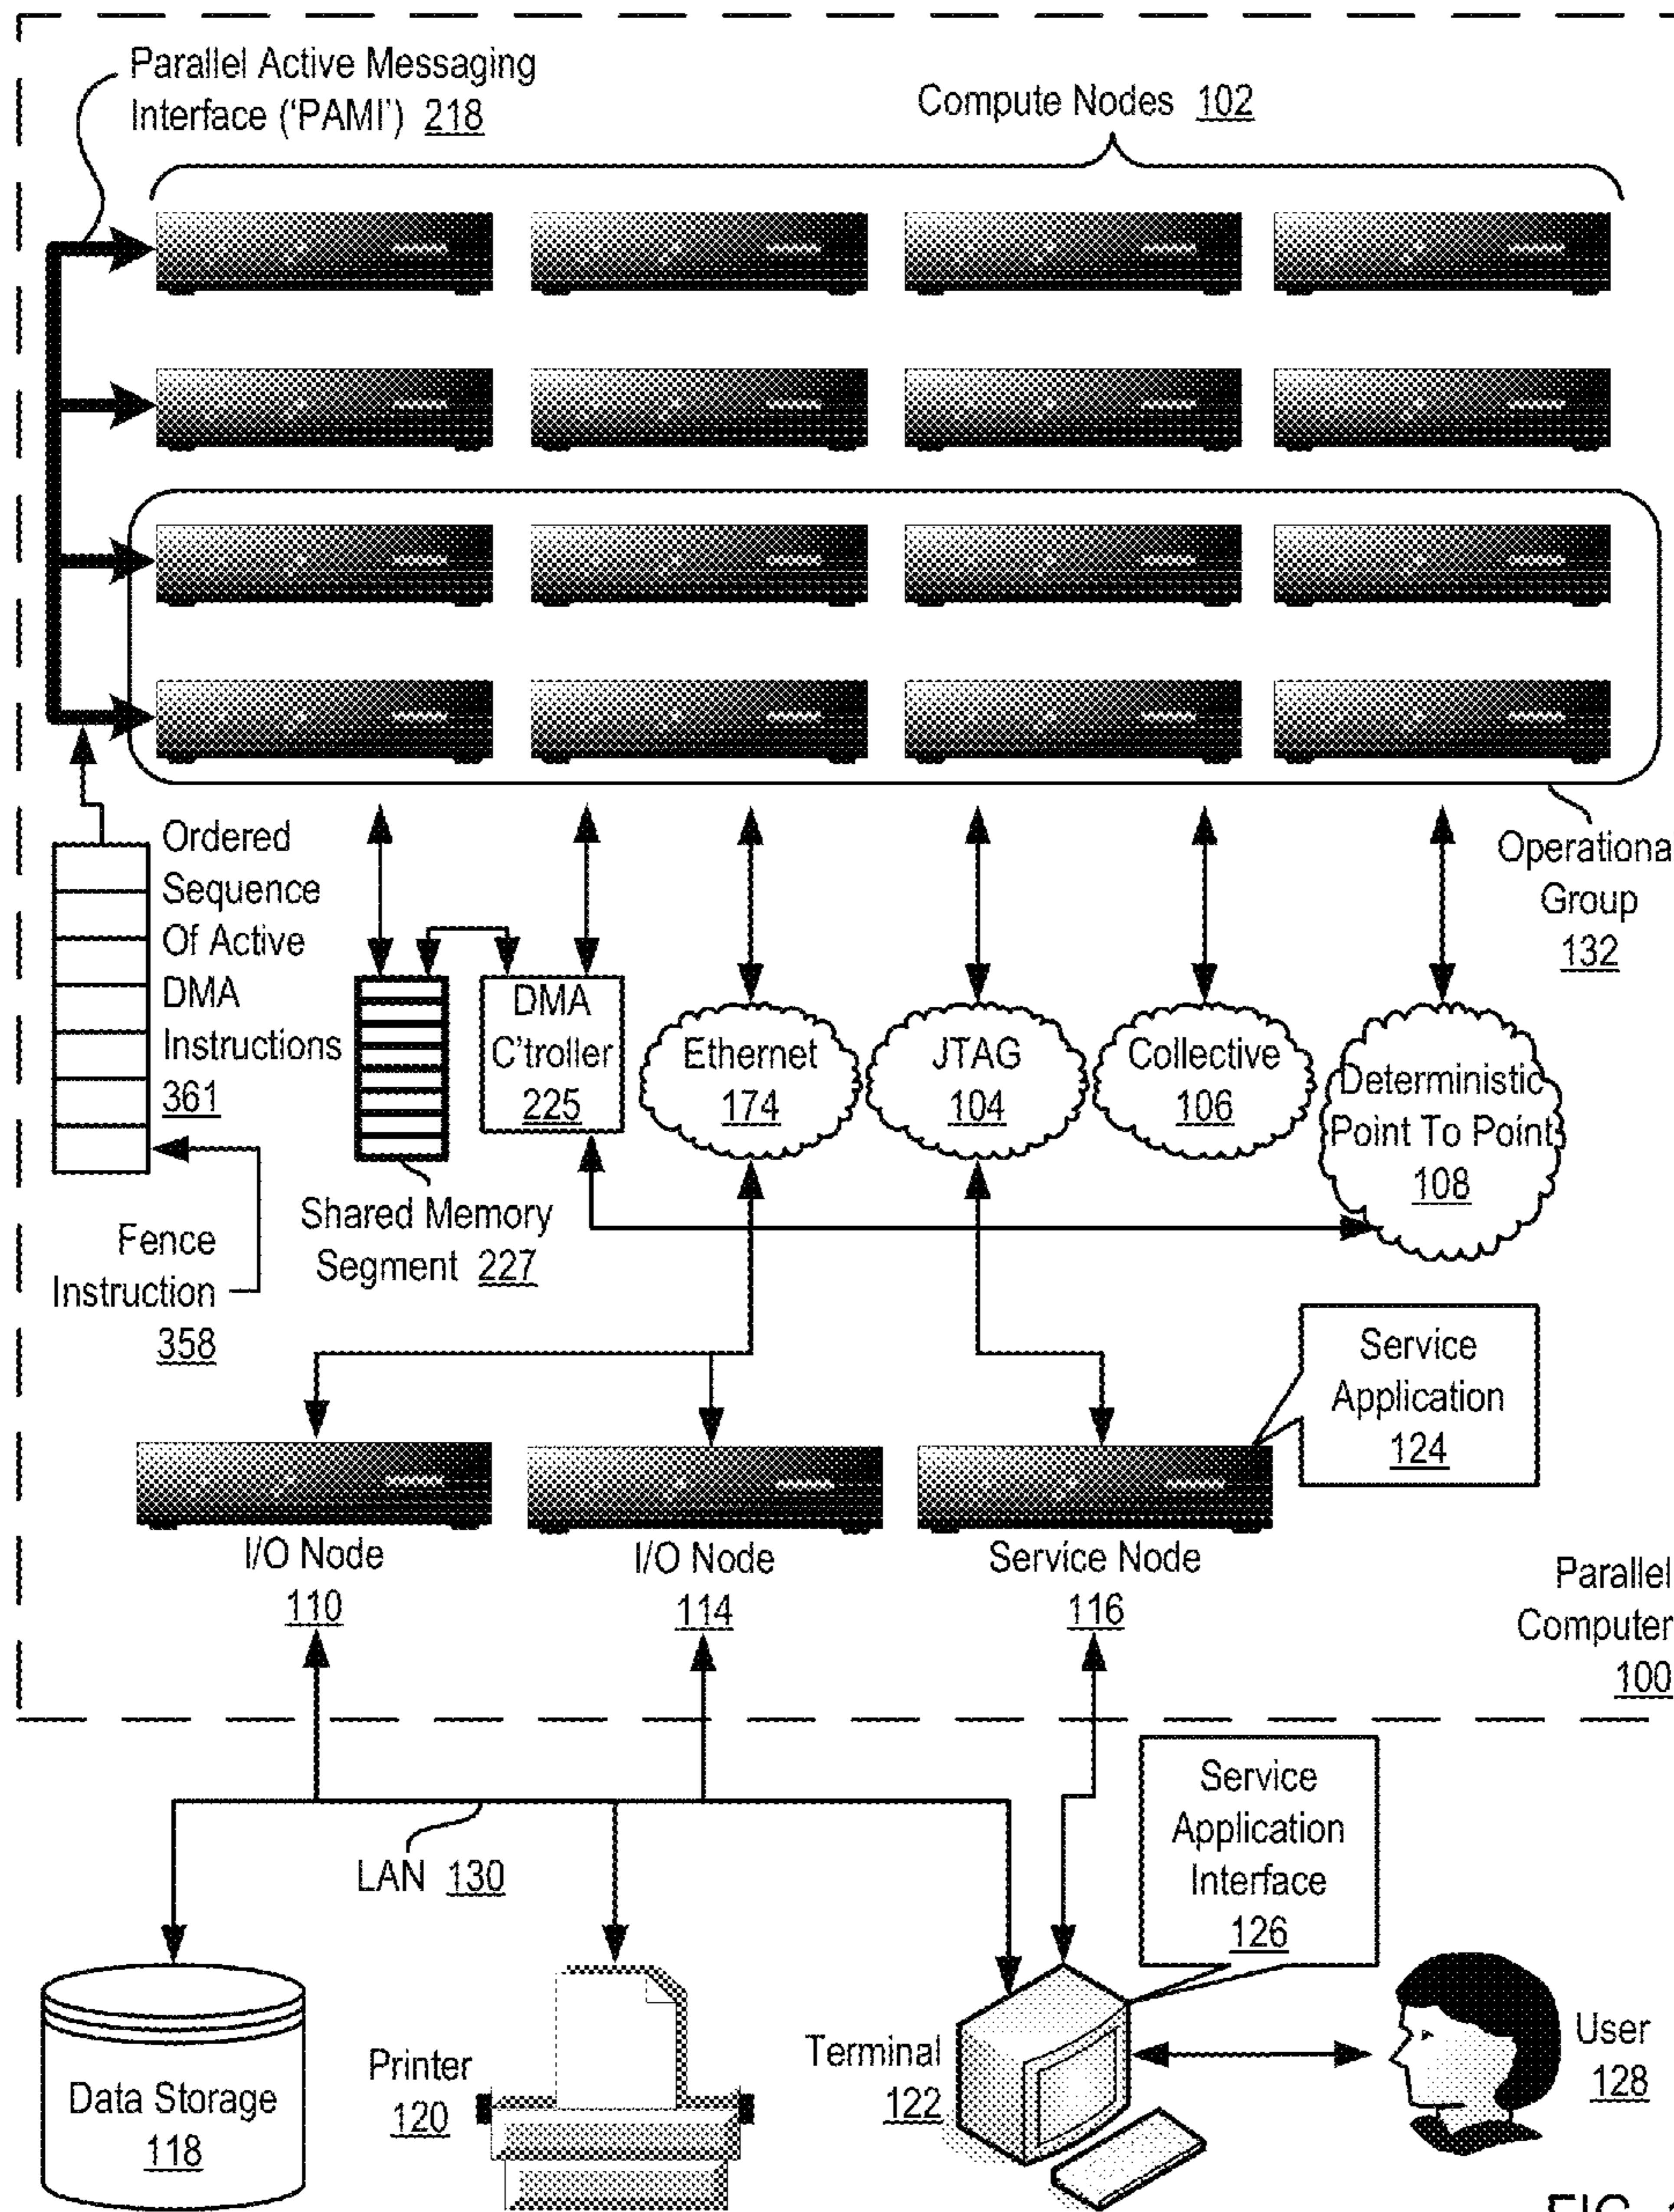 Parallel Active Messaging
Interface (‘PAMI’) 218
Compute Nodes 102
Ordered
Sequence
Of Active
DMA
Instructions
361
Operationa
Group
132
DMA
C'troller
225
Ethernet
174
JTAG
104
Collective
106
Deterministic
Point To Point
108
Shared Memory
Segment 227
Fence
Instruction
358
Service
Application
124
I/O Node
110
I/O Node
114
Service Node
116
Parallel
Computer
100
Service
Application
Interface
126
LAN 130
Data Storage
118
Printer
120
Terminal
122
User
128
FIG.